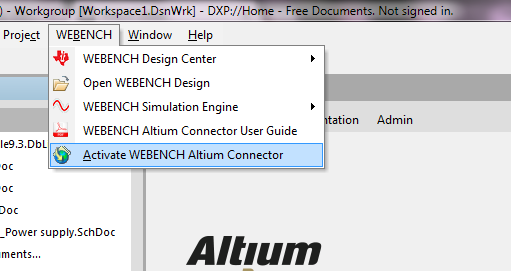 ) - Workgroup [Workspace1.DsnWrk] - DXP://Home - Free Documents. Not signed in.
Project WEBENCH Window Help
WEBENCH Design Center
Open WEBENCH Design
WEBENCH Simulation Engine
WEBENCH Altium Connector User Guide
Activate WEBENCH Altium Connector
ntation Admin
le9.3.DbL
Doc
oc
Doc
_Power supply.SchDoc
uments...
Altium